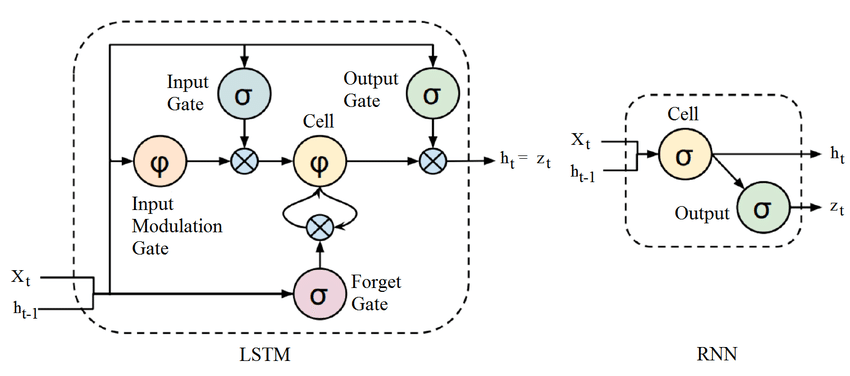 Input
Gate
σ
Output
Gate
σ
Cell
φ
φ
h_t = z_t
Input
Modulation
Gate
X_t
h_t-1
σ
Forget
Gate
LSTM
Cell
X_t
h_t-1
σ
h_t
Output
σ
z_t
RNN